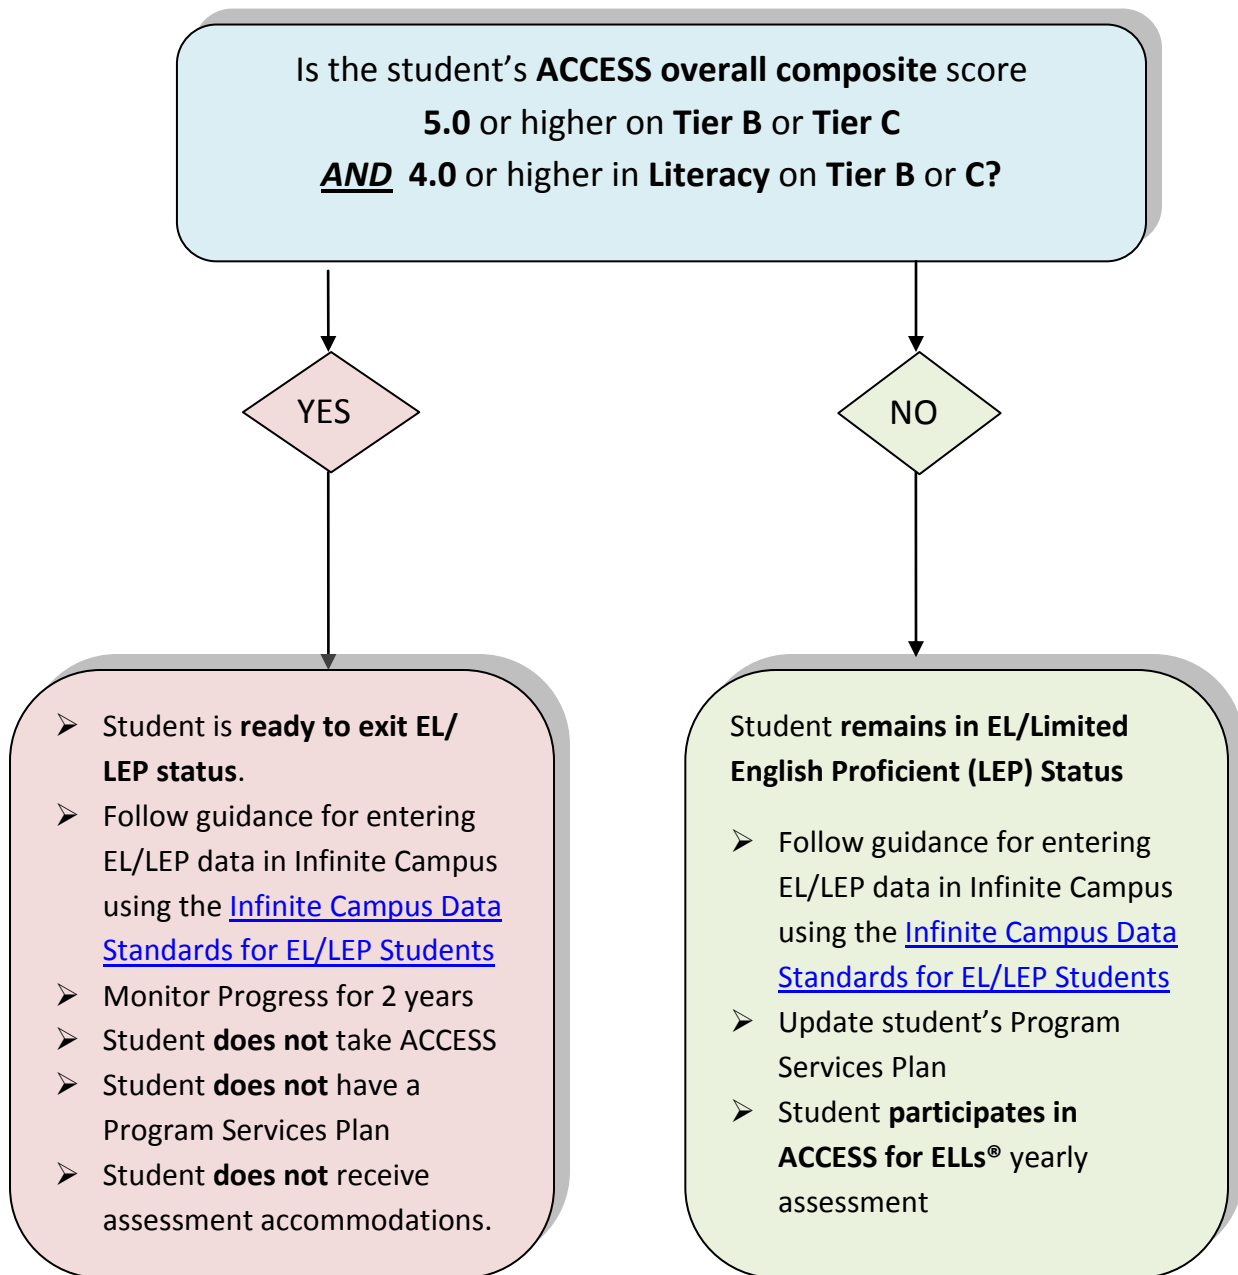 Is the student’s ACCESS overall composite score
5.0 or higher on Tier B or Tier C
AND 4.0 or higher in Literacy on Tier B or C?
YES
NO
➢ Student is ready to exit EL/
LEP status.
➢ Follow guidance for entering
EL/LEP data in Infinite Campus
using the Infinite Campus Data
Standards for EL/LEP Students
➢ Monitor Progress for 2 years
➢ Student does not take ACCESS
➢ Student does not have a
Program Services Plan
➢ Student does not receive
assessment accommodations.
Student remains in EL/Limited
English Proficient (LEP) Status
➢ Follow guidance for entering
EL/LEP data in Infinite Campus
using the Infinite Campus Data
Standards for EL/LEP Students
➢ Update student’s Program
Services Plan
➢ Student participates in
ACCESS for ELLs® yearly
assessment